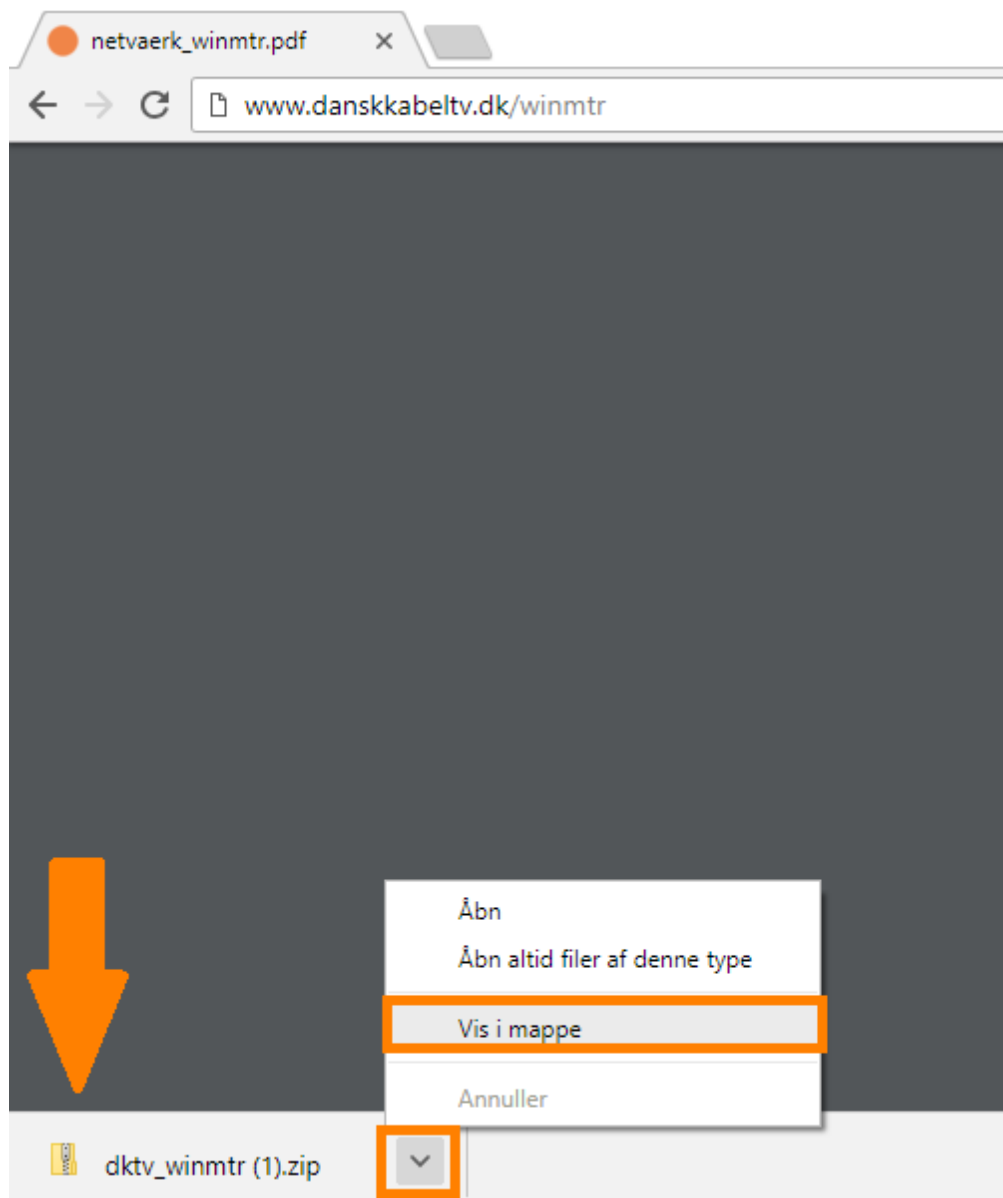 netvaerk_winmtr.pdf
www.danskkabeltv.dk/winmtr
Åbn
Åbn altid filer af denne type
Vis i mappe
Annuller
dktv_winmtr (1).zip